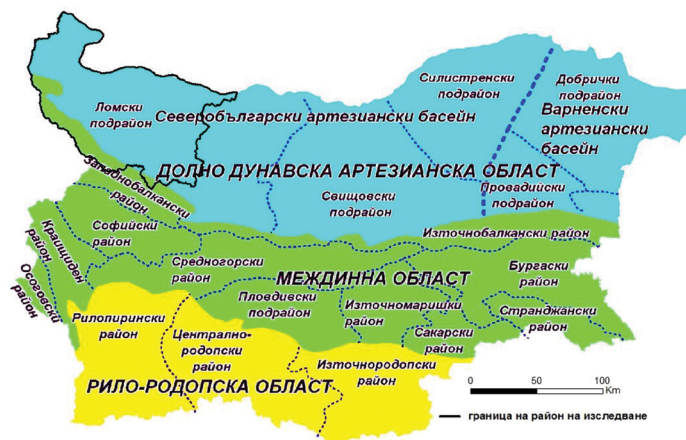 Силистренски
подрайон
Добрички
подрайон
Ломски
подрайон
Северобългарски артезиански басейн
Варненски
артезиански
басейн
ДОЛНО ДУНАВСКА АРТЕЗИАНСКА ОБЛАСТ
Западнобалкански
район
Свищовски
подрайон
Провадийски
подрайон
Софийски
район
Източнобалкански район
Краищиден
район
Осоговски
район
Средногорски
район
МЕЖДИННА ОБЛАСТ
Бургаски
район
Пловдивски
подрайон
Източномаришки
район
Странджански
район
Сакарски
район
Рилопирински
район
Централно-
родопски
район
Източнородопски
район
РИЛО-РОДОПСКА ОБЛАСТ
0 50 100
Km
граница на район на изследване